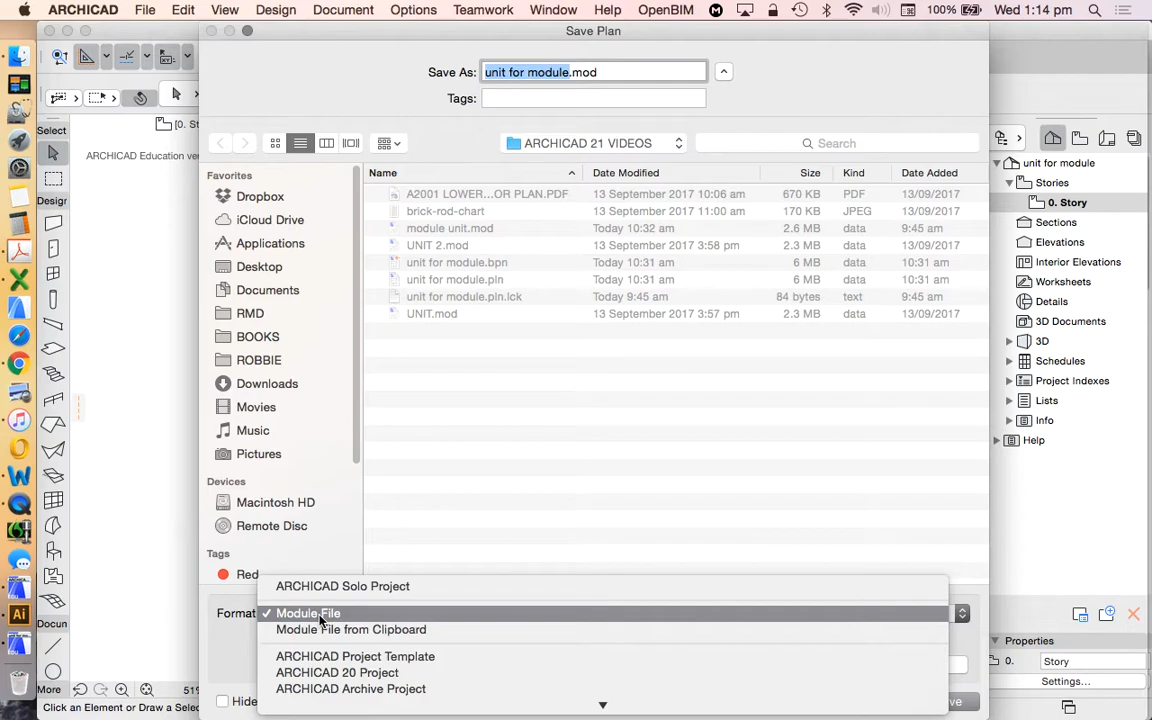 ARCHICAD File Edit View Design Document Options Teamwork Window Help OpenBIM 100% Wed 1:14 pm
Save Plan
Save As: unit for module.mod
Tags:
ARCHICAD 21 VIDEOS
Search
Select
[0. St
ARCHICAD Education ver
Design
Docun
More
51%
Click an Element or Draw a Selec
Favorites
Dropbox
iCloud Drive
Applications
Desktop
Documents
RMD
BOOKS
ROBBIE
Downloads
Movies
Music
Pictures
Devices
Macintosh HD
Remote Disc
Tags
Red
Name Date Modified Size Kind Date Added
A2001 LOWER...OR PLAN.PDF 13 September 2017 10:06 am 670 KB PDF 13/09/2017
brick-rod-chart 13 September 2017 11:00 am 170 KB JPEG 13/09/2017
module unit.mod Today 10:32 am 2.6 MB data 9:45 am
UNIT 2.mod 13 September 2017 3:58 pm 2.3 MB data 13/09/2017
unit for module.bpn Today 10:31 am 6 MB data 10:31 am
unit for module.pln Today 10:31 am 6 MB data 10:31 am
unit for module.pln.lck Today 9:45 am 84 bytes text 9:45 am
UNIT.mod 13 September 2017 3:57 pm 2.3 MB data 13/09/2017
ARCHICAD Solo Project
Format
✓ Module File
Module File from Clipboard
ARCHICAD Project Template
ARCHICAD 20 Project
ARCHICAD Archive Project
Hide
ve
unit for module
Stories
0. Story
Sections
Elevations
Interior Elevations
Worksheets
Details
3D Documents
3D
Schedules
Project Indexes
Lists
Info
Help
Properties
0. Story
Settings...